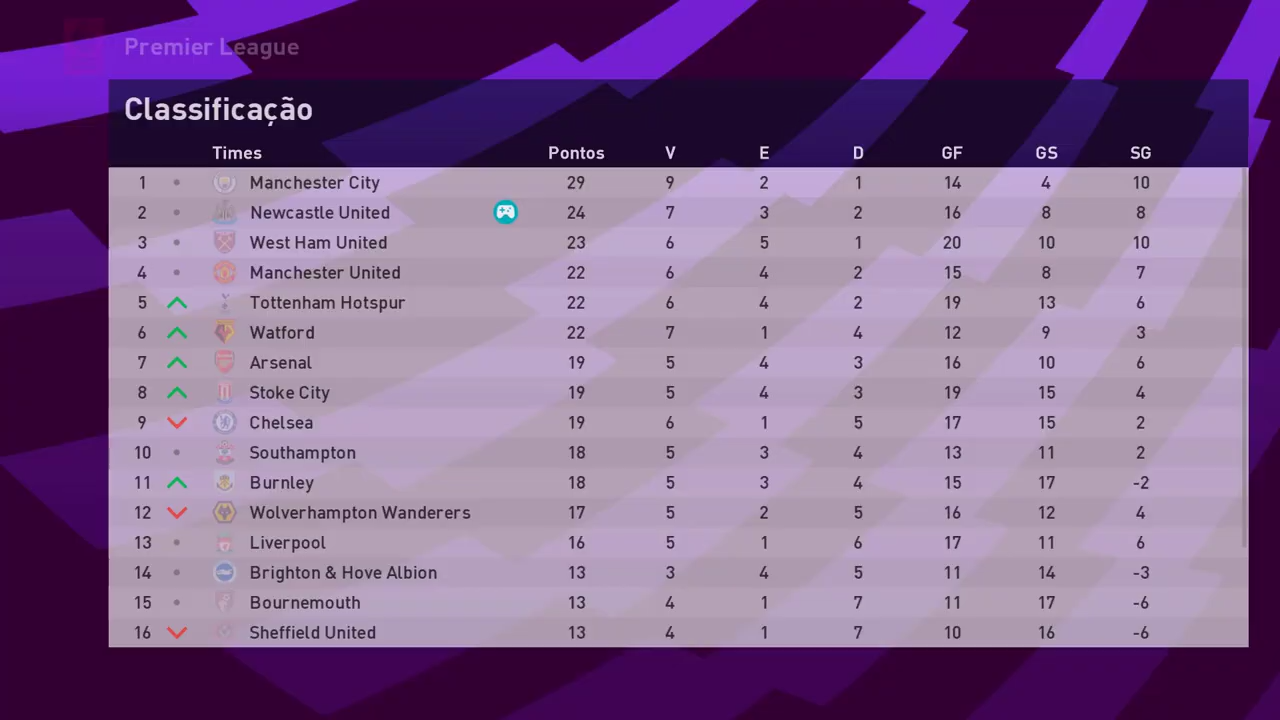 Premier League
Classificação
Times Pontos V E D GF GS SG
1 Manchester City 29 9 2 1 14 4 10
2 Newcastle United 24 7 3 2 16 8 8
3 West Ham United 23 6 5 1 20 10 10
4 Manchester United 22 6 4 2 15 8 7
5 Tottenham Hotspur 22 6 4 2 19 13 6
6 Watford 22 7 1 4 12 9 3
7 Arsenal 19 5 4 3 16 10 6
8 Stoke City 19 5 4 3 19 15 4
9 Chelsea 19 6 1 5 17 15 2
10 Southampton 18 5 3 4 13 11 2
11 Burnley 18 5 3 4 15 17 -2
12 Wolverhampton Wanderers 17 5 2 5 16 12 4
13 Liverpool 16 5 1 6 17 11 6
14 Brighton & Hove Albion 13 3 4 5 11 14 -3
15 Bournemouth 13 4 1 7 11 17 -6
16 Sheffield United 13 4 1 7 10 16 -6